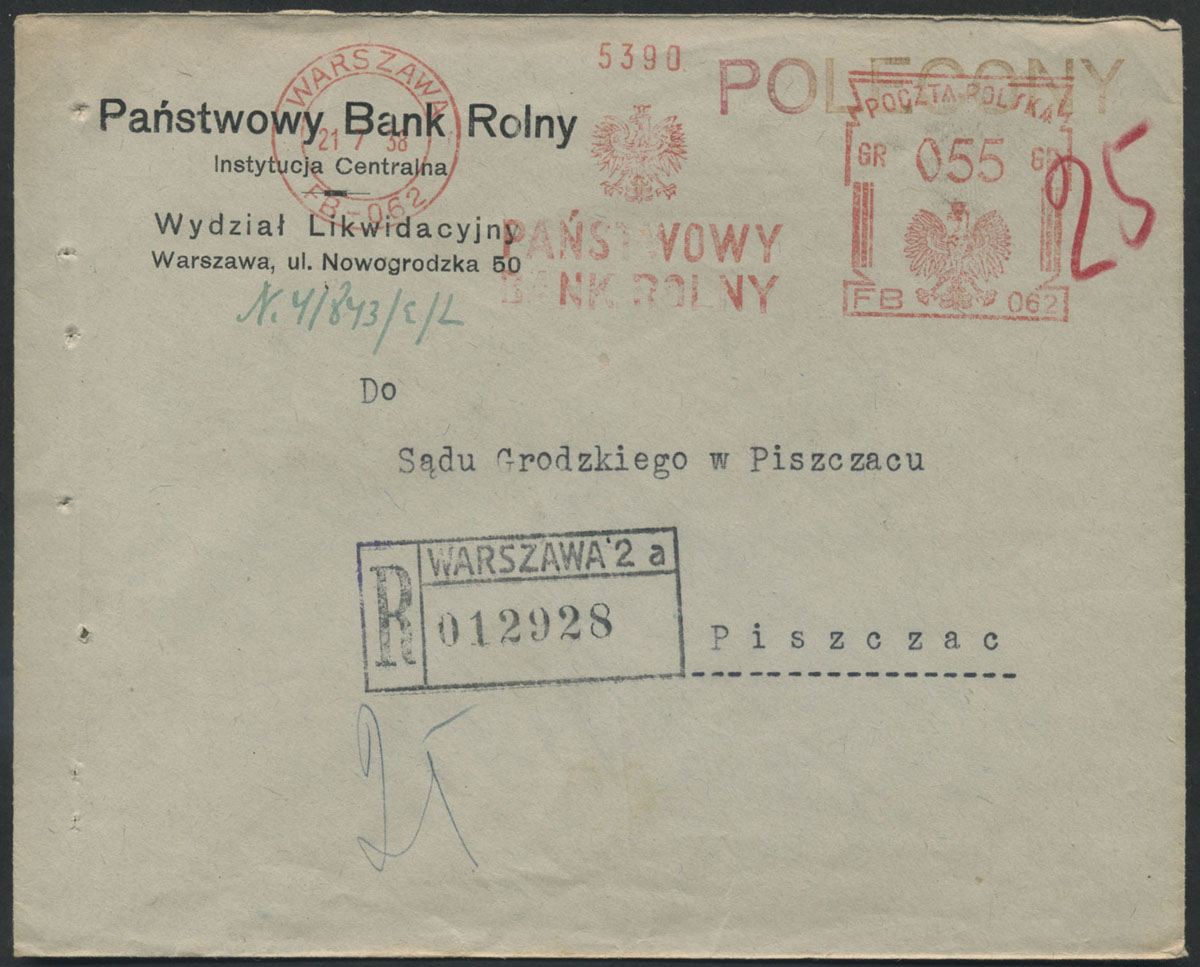 5390
POLECONY
WARSZAWA
21 7 38
FB-062
Państwowy Bank Rolny
Instytucja Centralna
Wydział Likwidacyjny
Warszawa, ul. Nowogrodzka 50
PAŃSTWOWY
BANK ROLNY
POCZTA POLSKA
GR 055 GR
FB 062
25
N. 4/843/E/L
Do
Sądu Grodzkiego w Piszczacu
R
WARSZAWA 2 a
012928
Piszczac